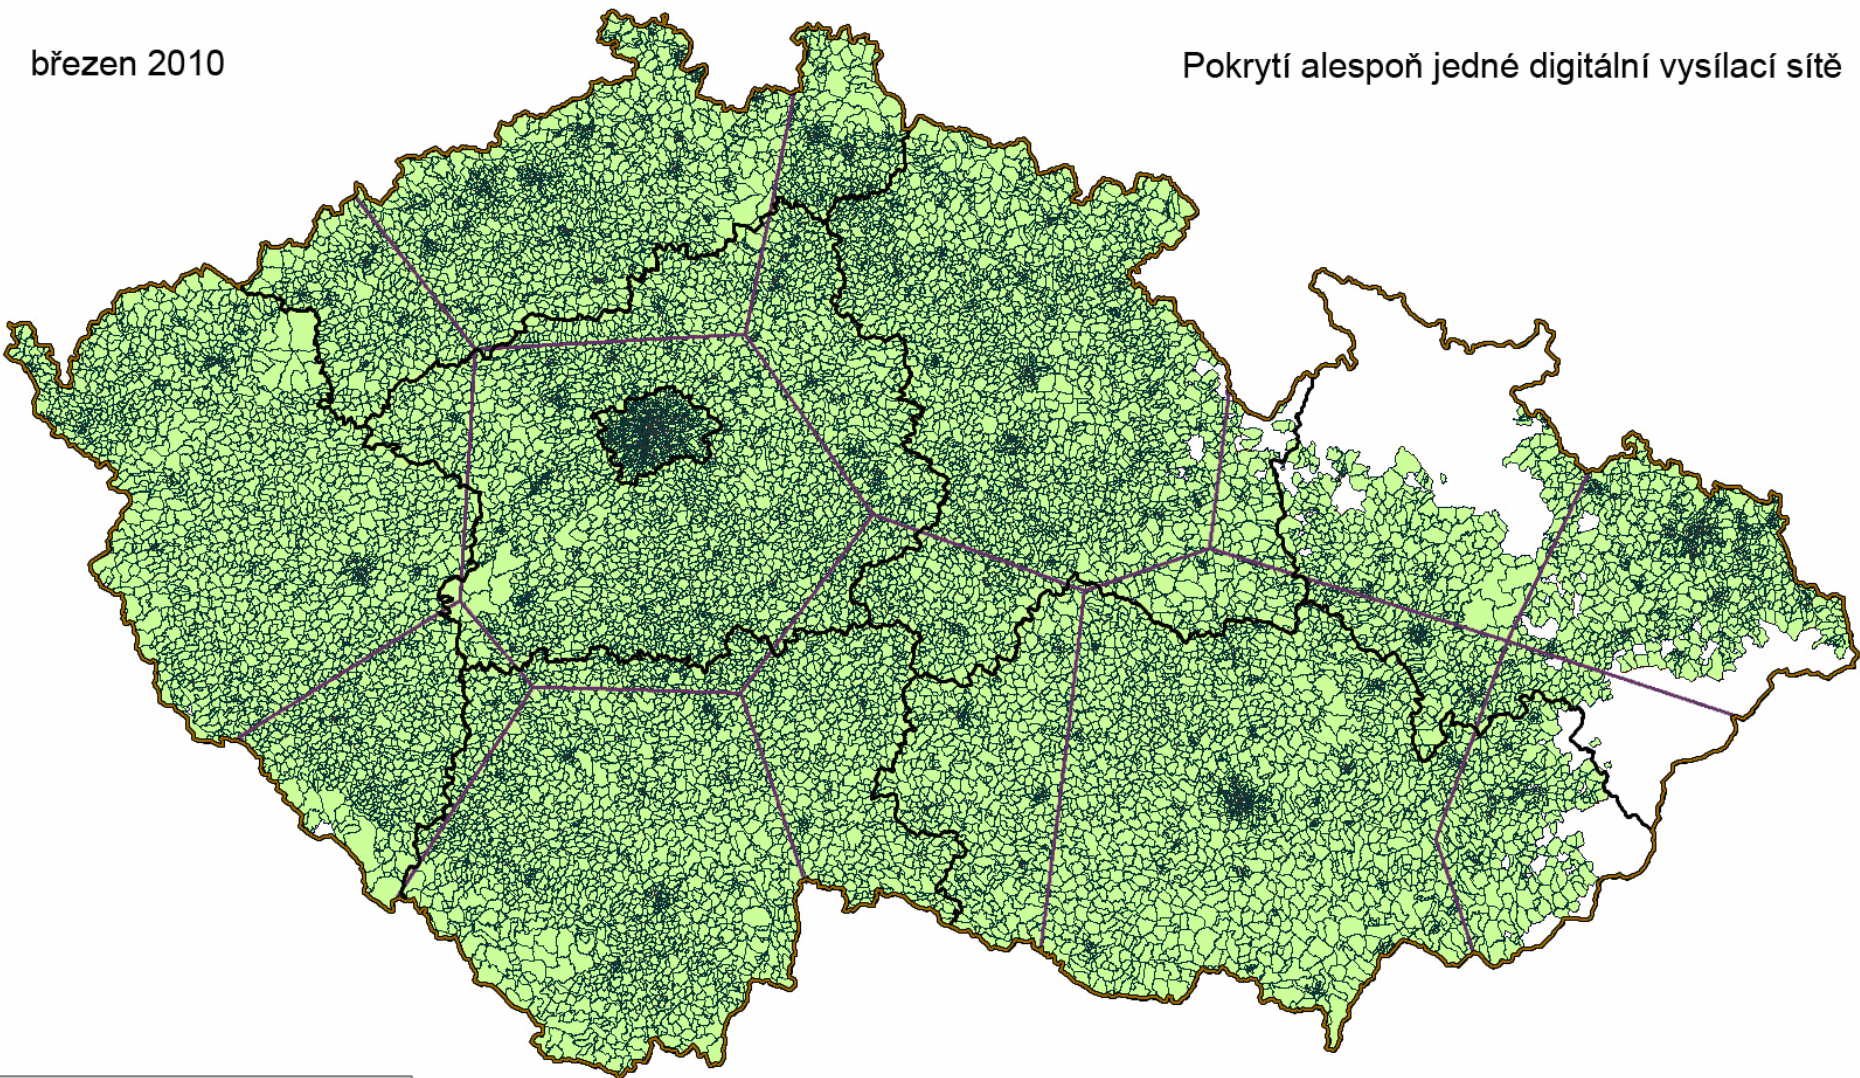 březen 2010
Pokrytí alespoň jedné digitální vysílací sítě